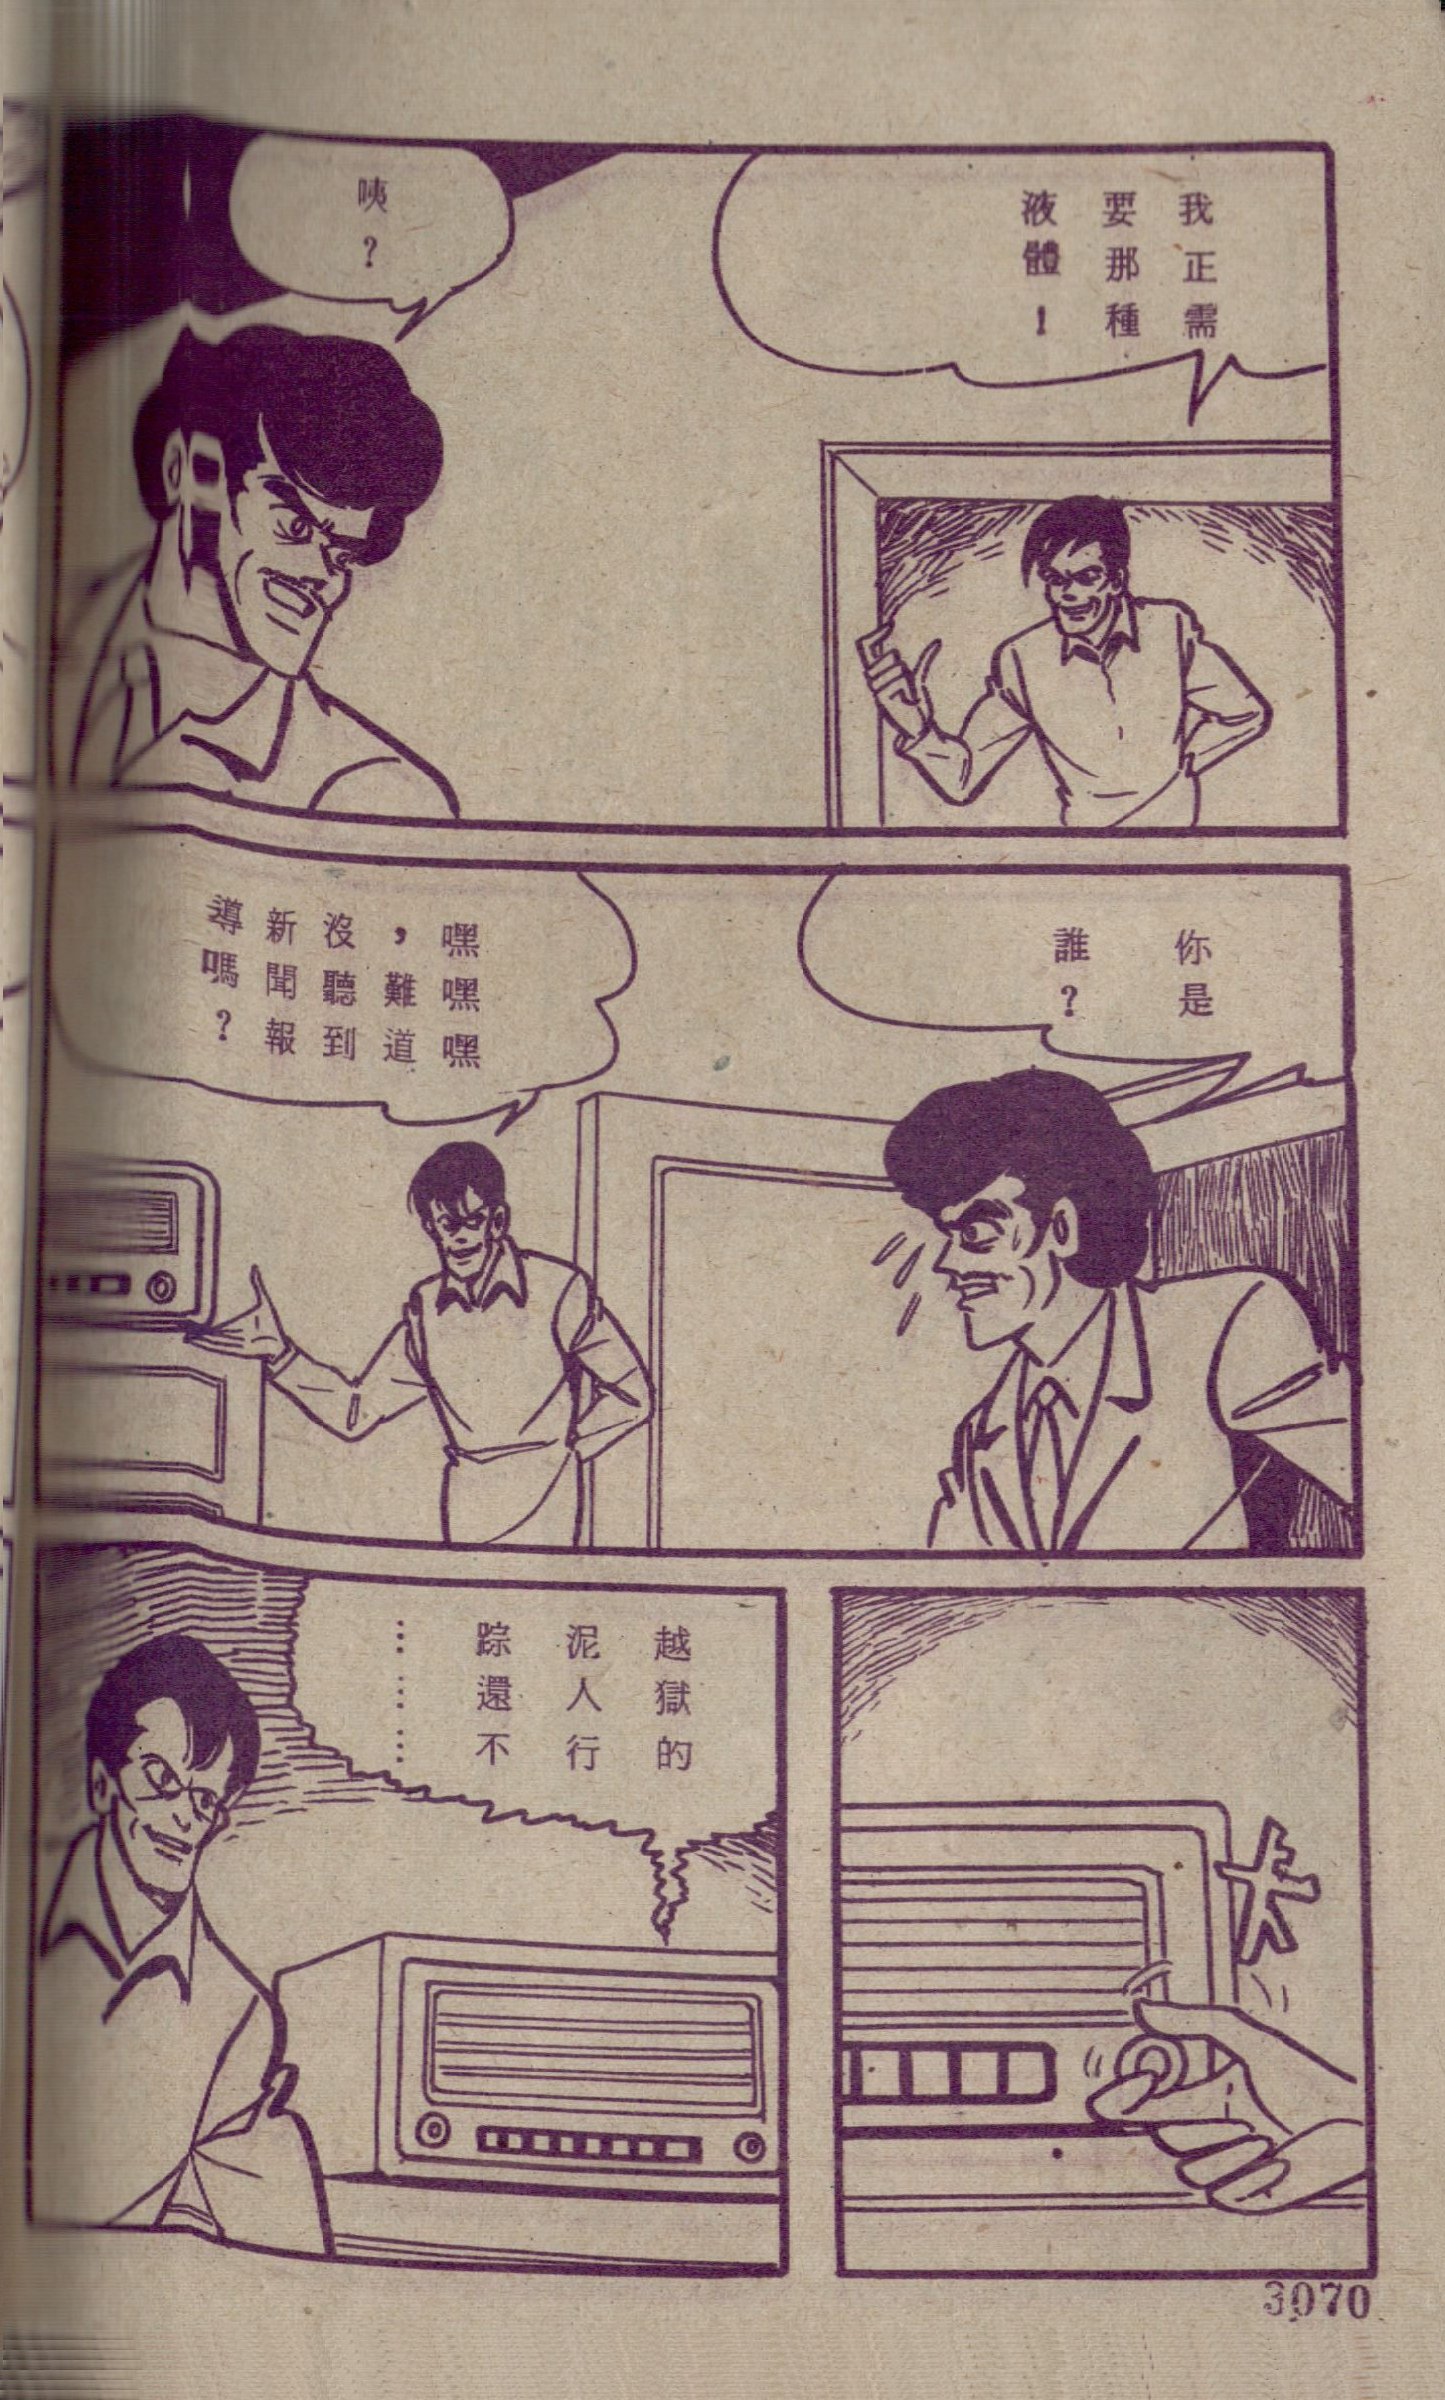 我正需
要那種
液體！
咦？
你是
誰？
嘿嘿嘿
，難道
沒聽到
新聞報
導嗎？
卡
越獄的
泥人行
踪還不
………
3070